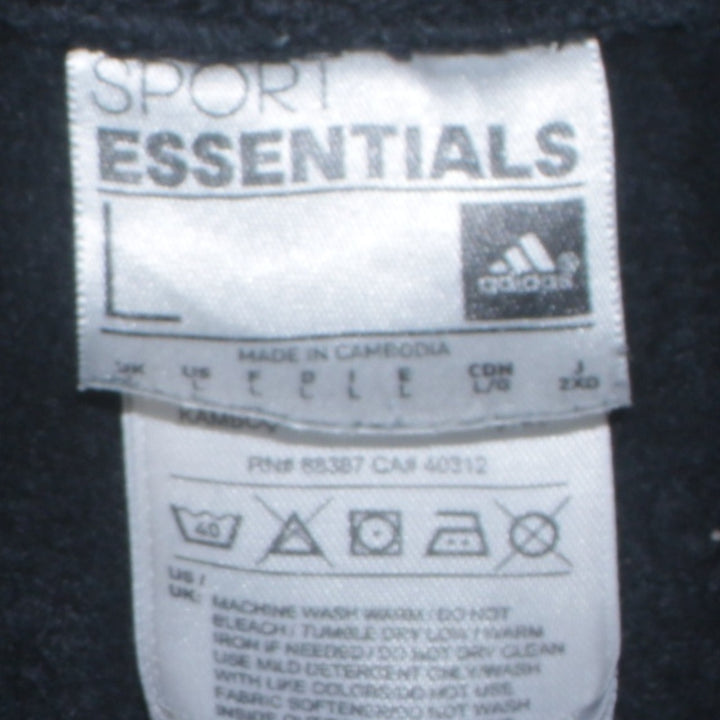 SPORT
ESSENTIALS
L
adidas
MADE IN CAMBODIA
UK US F D I E CDN J
L L L L L L L/G 2XO
RN# 88387 CA# 40312
40
US /
UK: MACHINE WASH WARM / DO NOT
BLEACH / TUMBLE DRY LOW / WARM
IRON IF NEEDED / DO NOT DRY CLEAN
USE MILD DETERGENT ONLY/WASH
WITH LIKE COLORS/DO NOT USE
FABRIC SOFTENER/DO NOT WASH
INSIDE